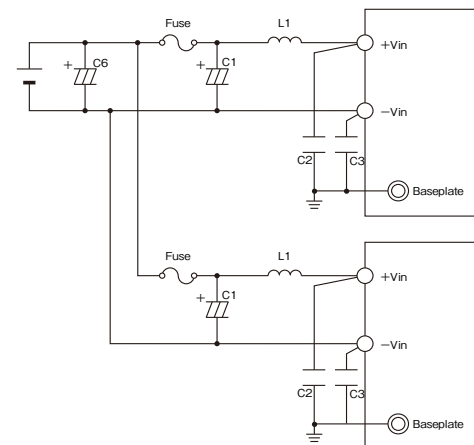 Fuse
L1
+Vin
+
C6
+
C1
−Vin
C2
C3
Baseplate
Fuse
L1
+Vin
+
C1
−Vin
C2
C3
Baseplate